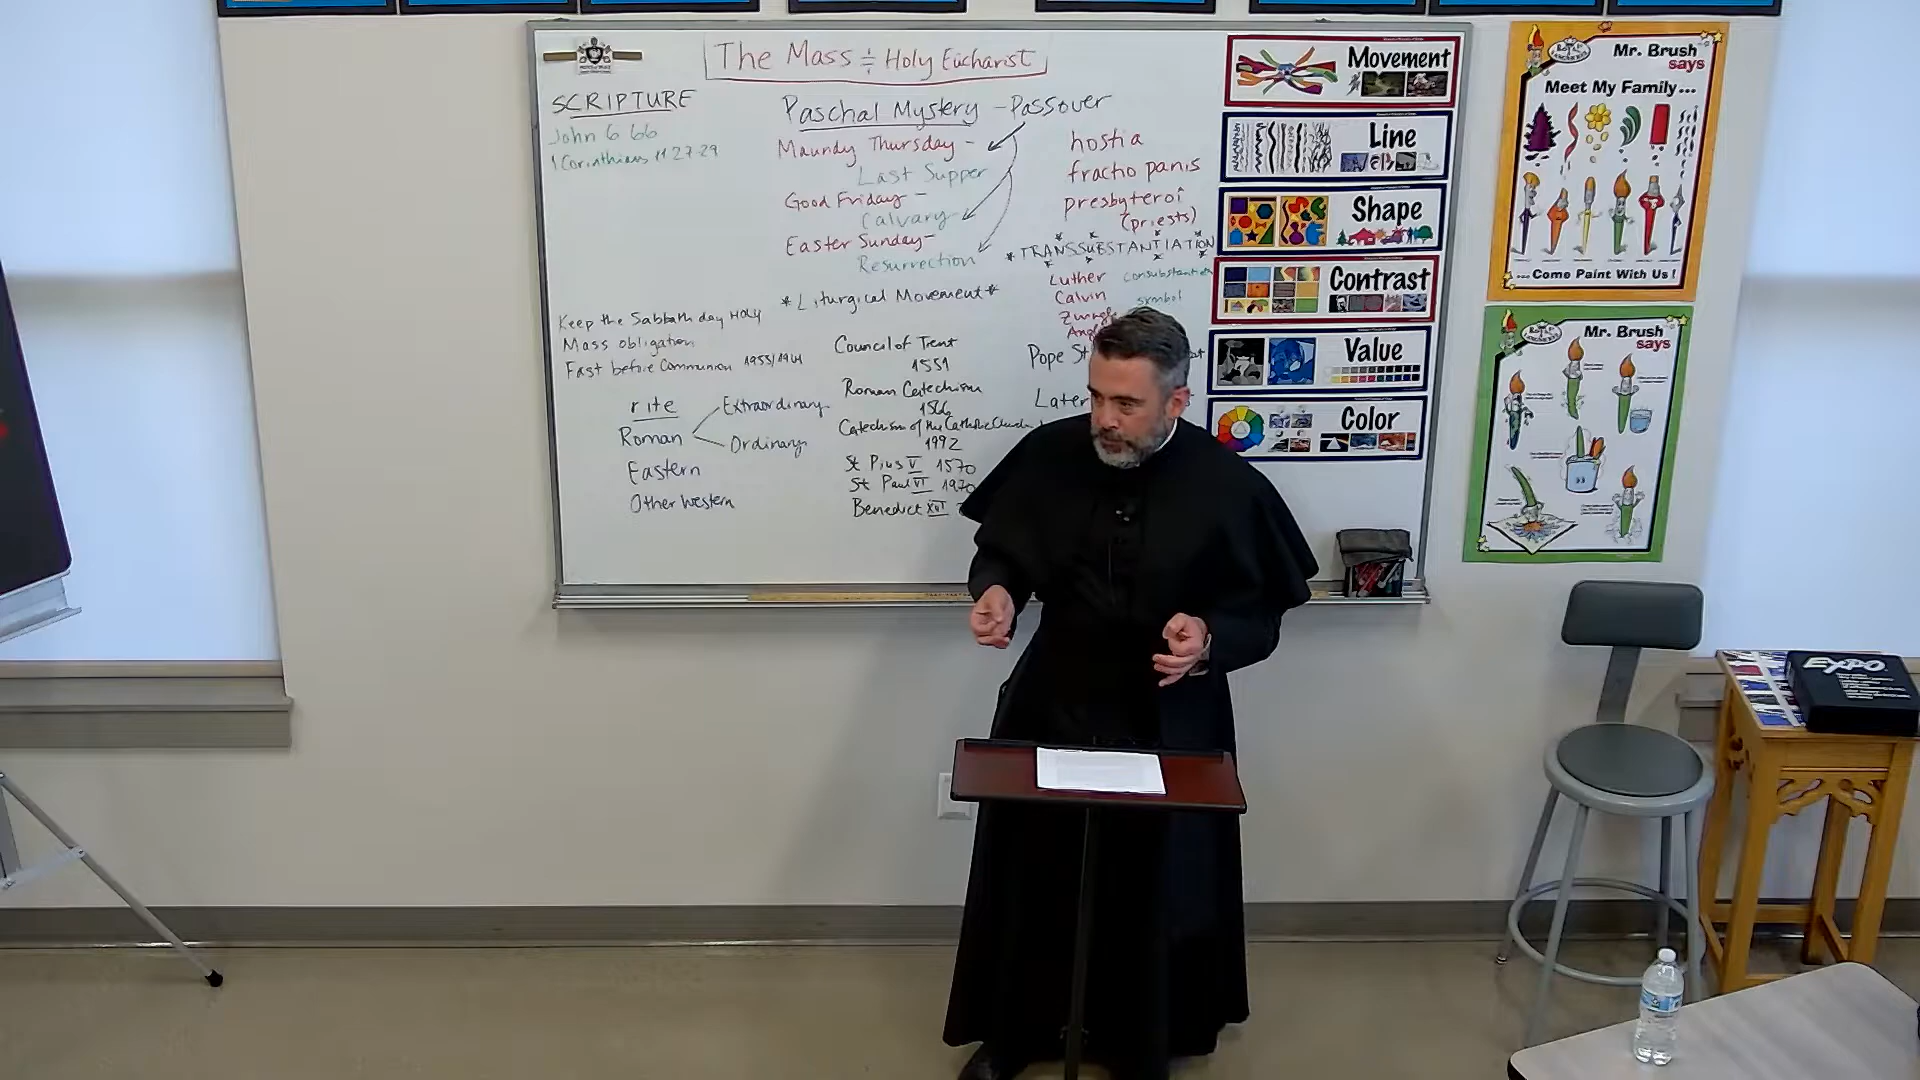 The Mass & Holy Eucharist
SCRIPTURE
John 6 66
1 Corinthians 11 27-29
Keep the Sabbath day Holy
Mass obligation
Fast before Communion 1955/1964
rite
Roman
Extraordinary
Ordinary
Eastern
Other Western
Paschal Mystery - Passover
Maundy Thursday -
Last Supper
Good Friday -
Calvary
Easter Sunday -
Resurrection
*Liturgical Movement*
Council of Trent
1551
Roman Catechism
1566
Catechism of the Catholic Church
1992
St Pius V 1570
St Paul VI 1970
Benedict XVI
hostia
fractio panis
presbyteroi
(priests)
*TRANSSUBSTANTIATION
Luther
Calvin symbol
Pope St
Later
Movement
Line
Shape
Contrast
Value
Color
Mr. Brush
says
Meet My Family...
...Come Paint With Us!
Mr. Brush
says
EXPO